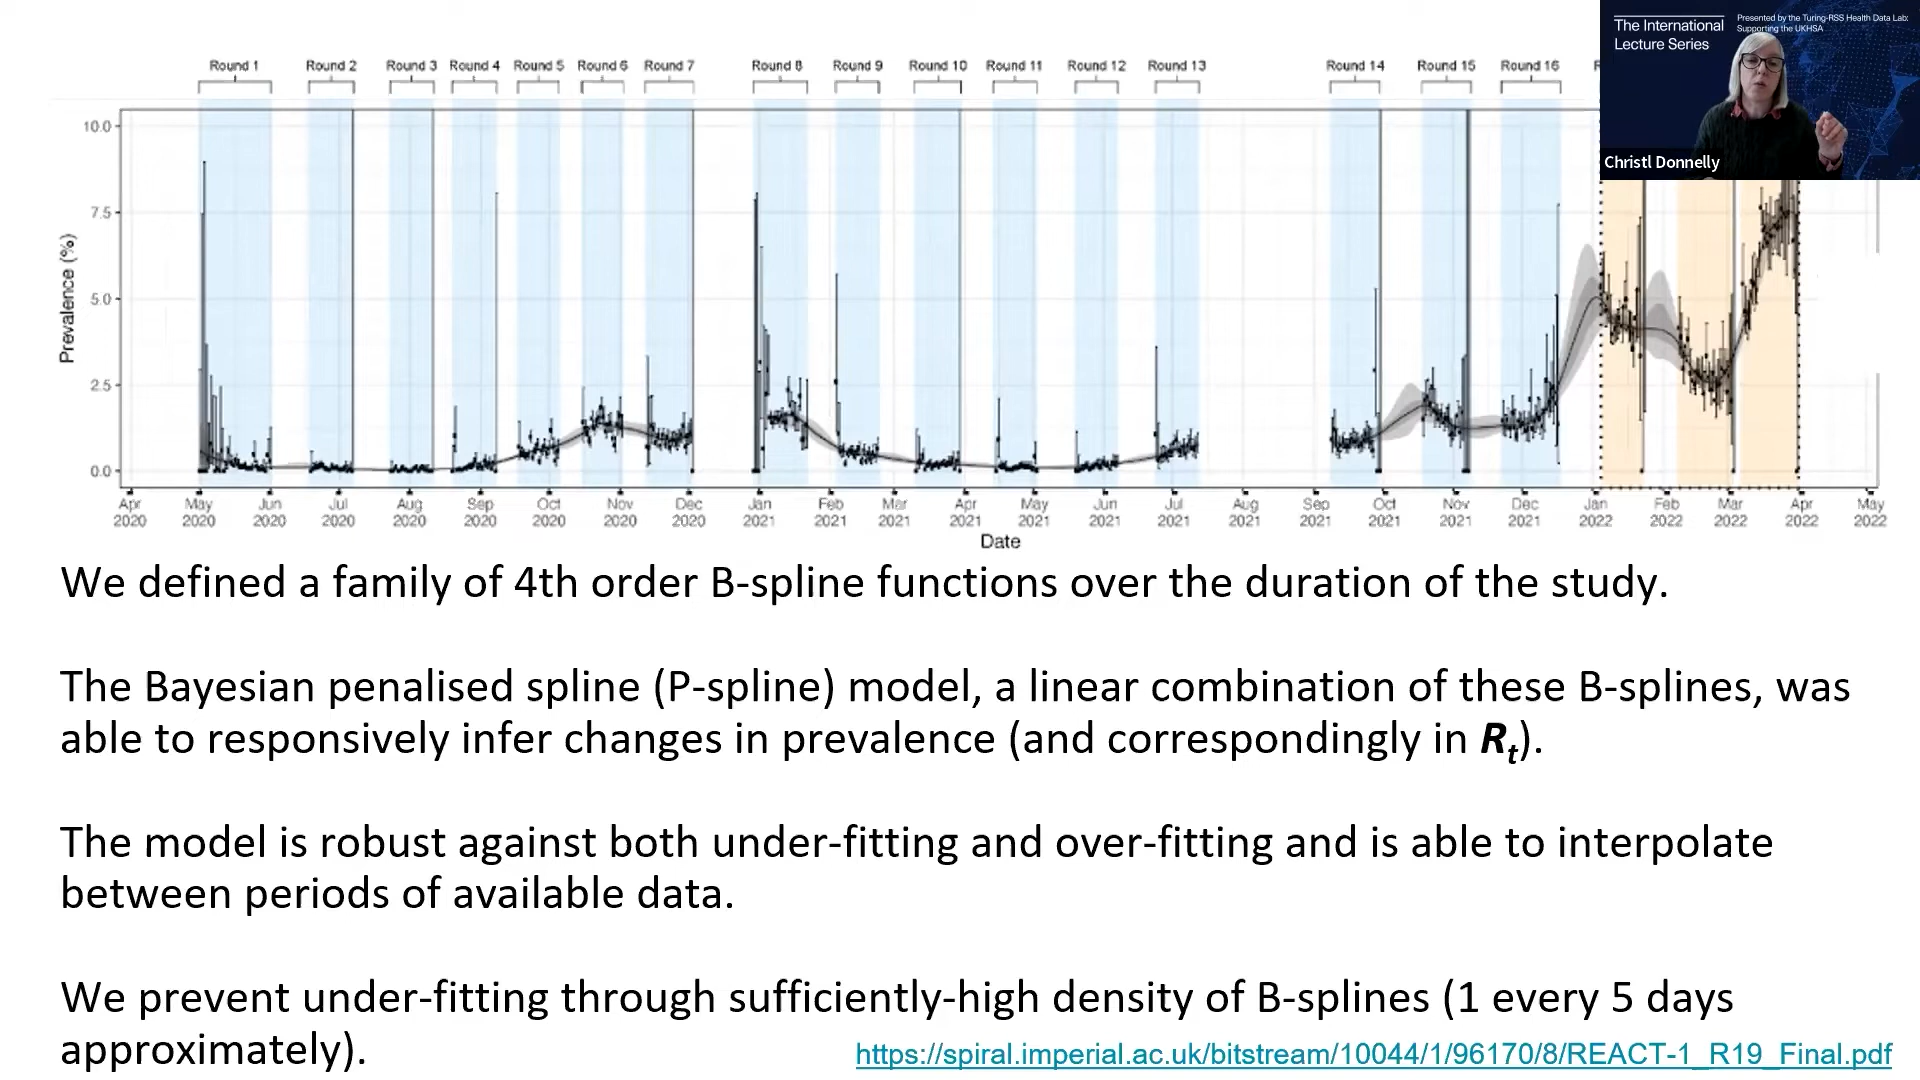 The International
Lecture Series
Presented by the Turing-RSS Health Data Lab:
Supporting the UKHSA
Christl Donnelly
Round 1 Round 2 Round 3 Round 4 Round 5 Round 6 Round 7 Round 8 Round 9 Round 10 Round 11 Round 12 Round 13 Round 14 Round 15 Round 16
Prevalence (%)
10.0
7.5
5.0
2.5
0.0
Apr 2020 May 2020 Jun 2020 Jul 2020 Aug 2020 Sep 2020 Oct 2020 Nov 2020 Dec 2020 Jan 2021 Feb 2021 Mar 2021 Apr 2021 May 2021 Jun 2021 Jul 2021 Aug 2021 Sep 2021 Oct 2021 Nov 2021 Dec 2021 Jan 2022 Feb 2022 Mar 2022 Apr 2022 May 2022
Date
We defined a family of 4th order B-spline functions over the duration of the study.
The Bayesian penalised spline (P-spline) model, a linear combination of these B-splines, was
able to responsively infer changes in prevalence (and correspondingly in Rt).
The model is robust against both under-fitting and over-fitting and is able to interpolate
between periods of available data.
We prevent under-fitting through sufficiently-high density of B-splines (1 every 5 days
approximately).
https://spiral.imperial.ac.uk/bitstream/10044/1/96170/8/REACT-1_R19_Final.pdf